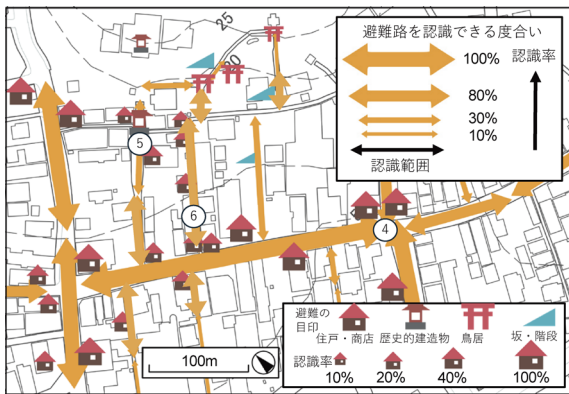 25
30
避難路を認識できる度合い
100%
認識率
80%
30%
10%
認識範囲
5
6
4
100m
避難の
目印
住戸・商店
歴史的建造物
鳥居
坂・階段
認識率
10%
20%
40%
100%